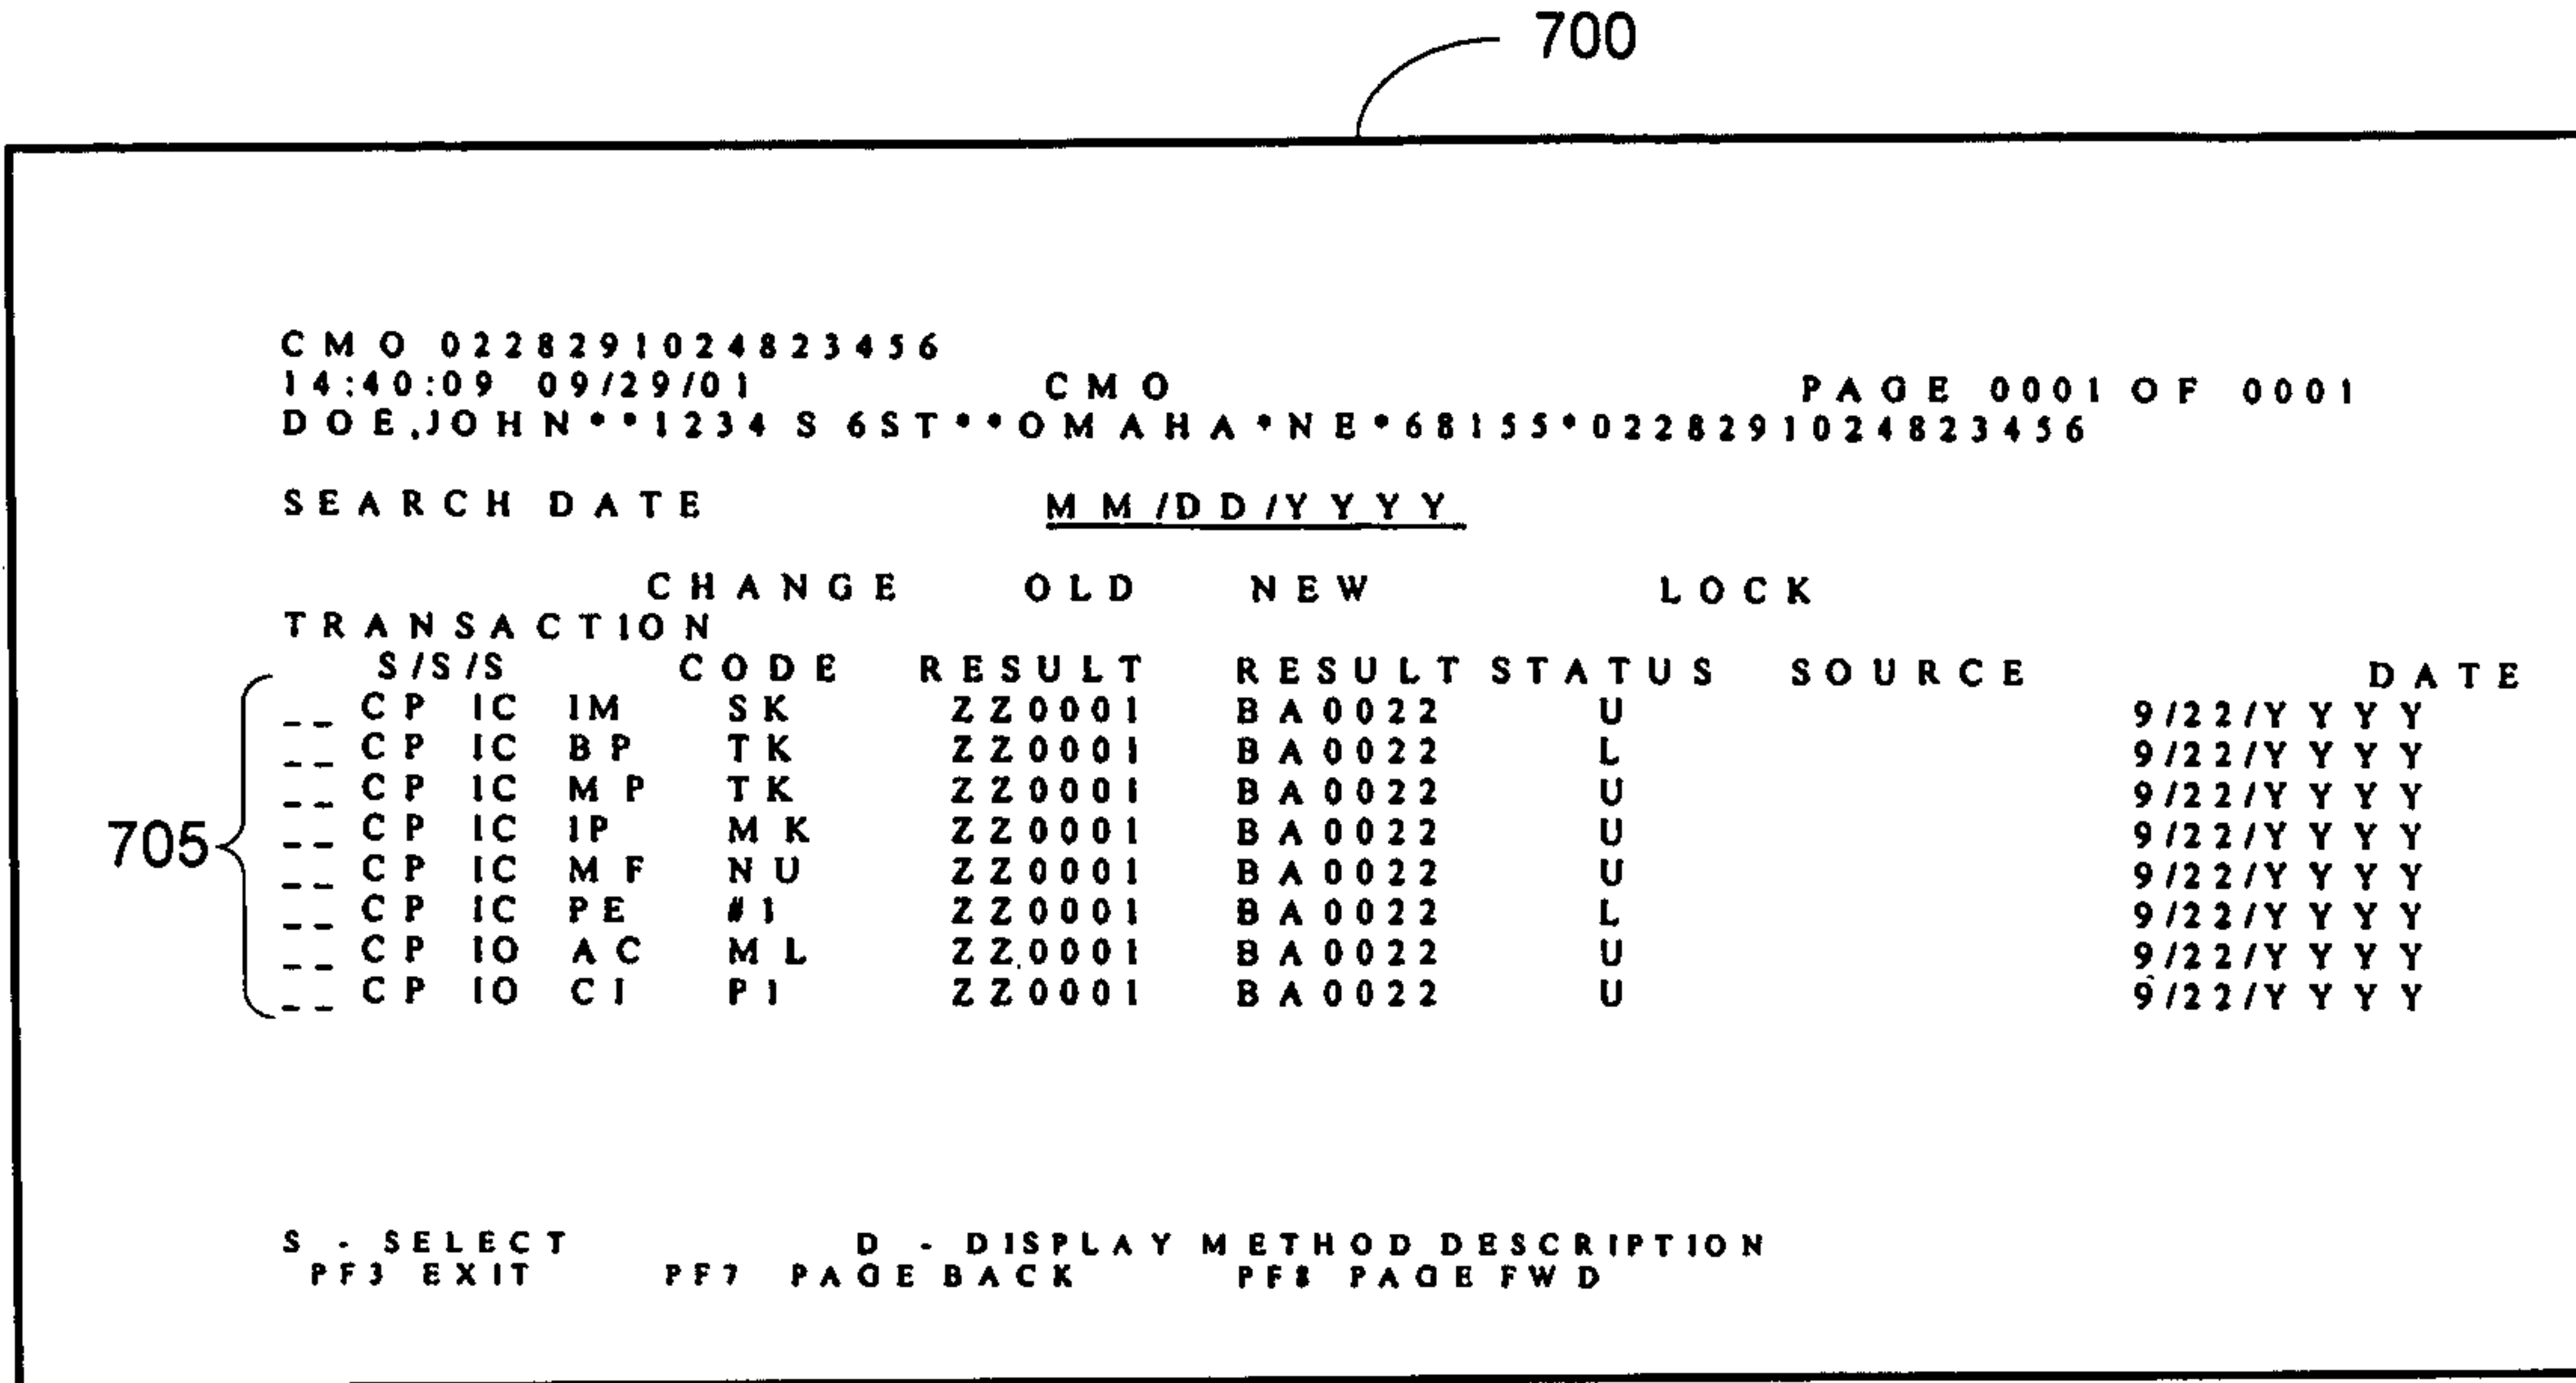 700
CMO 0228291024823456
14:40:09 09/29/01 CMO PAGE 0001 OF 0001
DOE,JOHN**1234 S 6ST**OMAHA*NE*68155*0228291024823456
SEARCH DATE MM/DD/YYYY
CHANGE OLD NEW LOCK
TRANSACTION
S/S/S CODE RESULT RESULT STATUS SOURCE DATE
__ CP IC IM SK ZZ0001 BA0022 U 9/22/YYYY
__ CP IC BP TK ZZ0001 BA0022 L 9/22/YYYY
__ CP IC MP TK ZZ0001 BA0022 U 9/22/YYYY
__ CP IC IP MK ZZ0001 BA0022 U 9/22/YYYY
705
__ CP IC MF NU ZZ0001 BA0022 U 9/22/YYYY
__ CP IC PE #1 ZZ0001 BA0022 L 9/22/YYYY
__ CP IO AC ML ZZ0001 BA0022 U 9/22/YYYY
__ CP IO CI PI ZZ0001 BA0022 U 9/22/YYYY
S - SELECT D - DISPLAY METHOD DESCRIPTION
PF3 EXIT PF7 PAGE BACK PF8 PAGE FWD